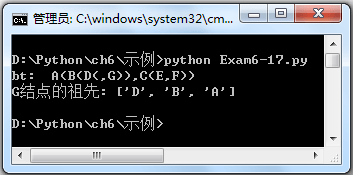 管理员: C:\windows\system32\cm...
D:\Python\ch6\示例>python Exam6-17.py
bt:  A(B(D(,G)),C(E,F))
G结点的祖先: ['D', 'B', 'A']
D:\Python\ch6\示例>